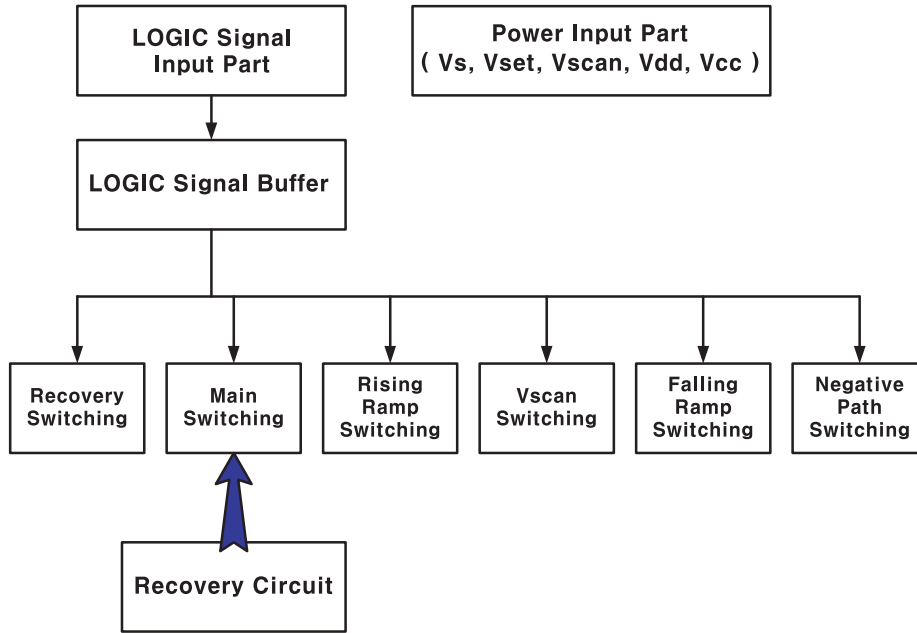 LOGIC Signal
Input Part
Power Input Part
( Vs, Vset, Vscan, Vdd, Vcc )
LOGIC Signal Buffer
Recovery
Switching
Main
Switching
Rising
Ramp
Switching
Vscan
Switching
Falling
Ramp
Switching
Negative
Path
Switching
Recovery Circuit